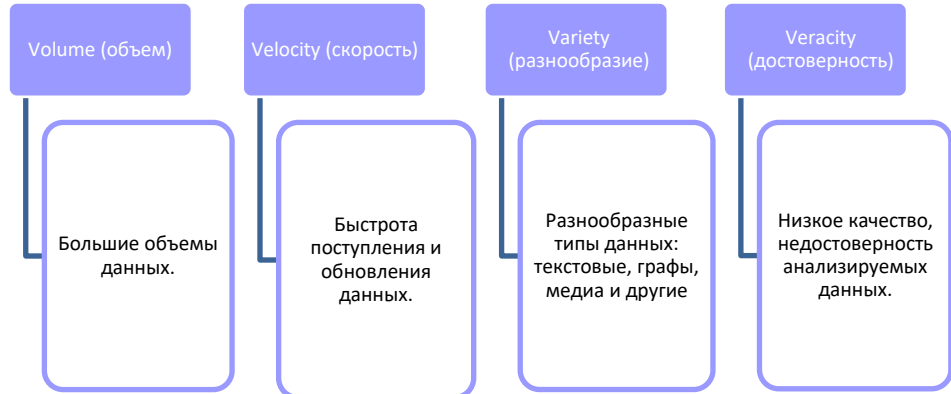 Volume (объем)
Большие объемы
данных.
Velocity (скорость)
Быстрота
поступления и
обновления
данных.
Variety
(разнообразие)
Разнообразные
типы данных:
текстовые, графы,
медиа и другие
Veracity
(достоверность)
Низкое качество,
недостоверность
анализируемых
данных.